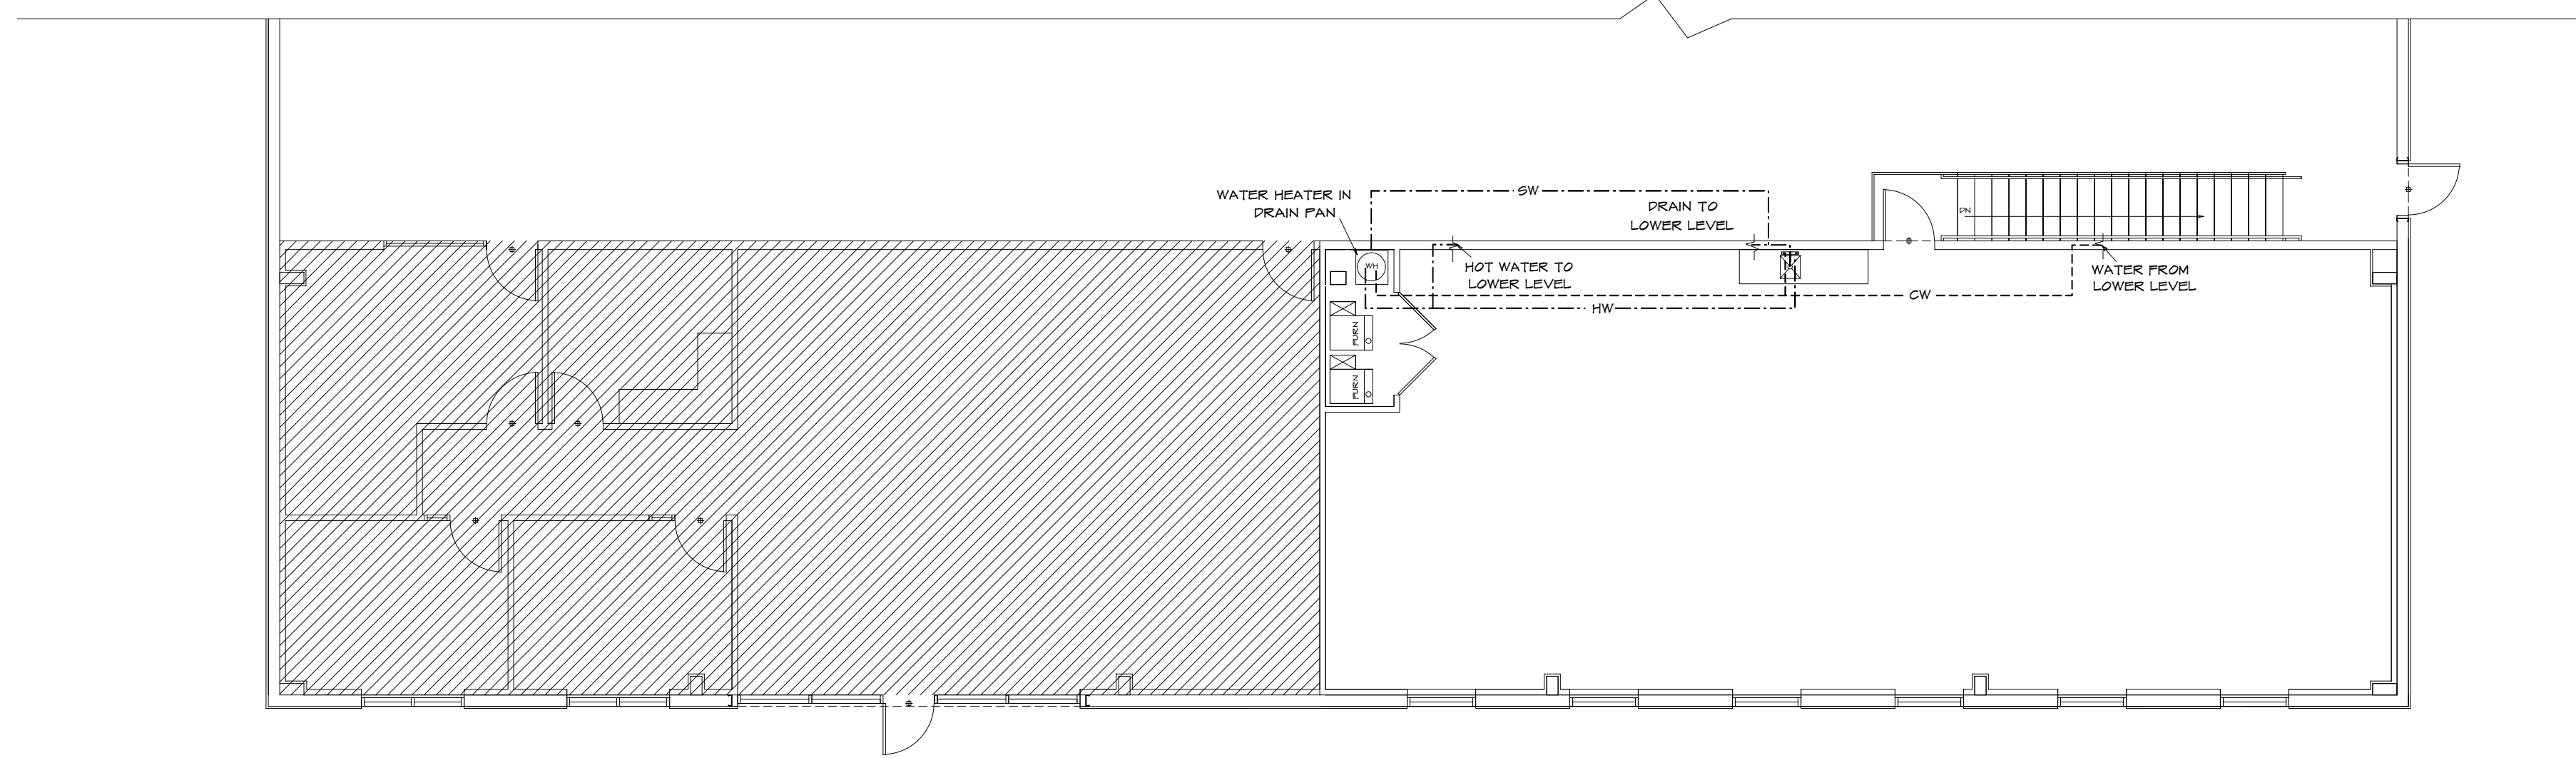 SW
WATER HEATER IN
DRAIN PAN
DRAIN TO
LOWER LEVEL
DN
WH
HOT WATER TO
LOWER LEVEL
WATER FROM
LOWER LEVEL
CW
HW
FURN
FURN